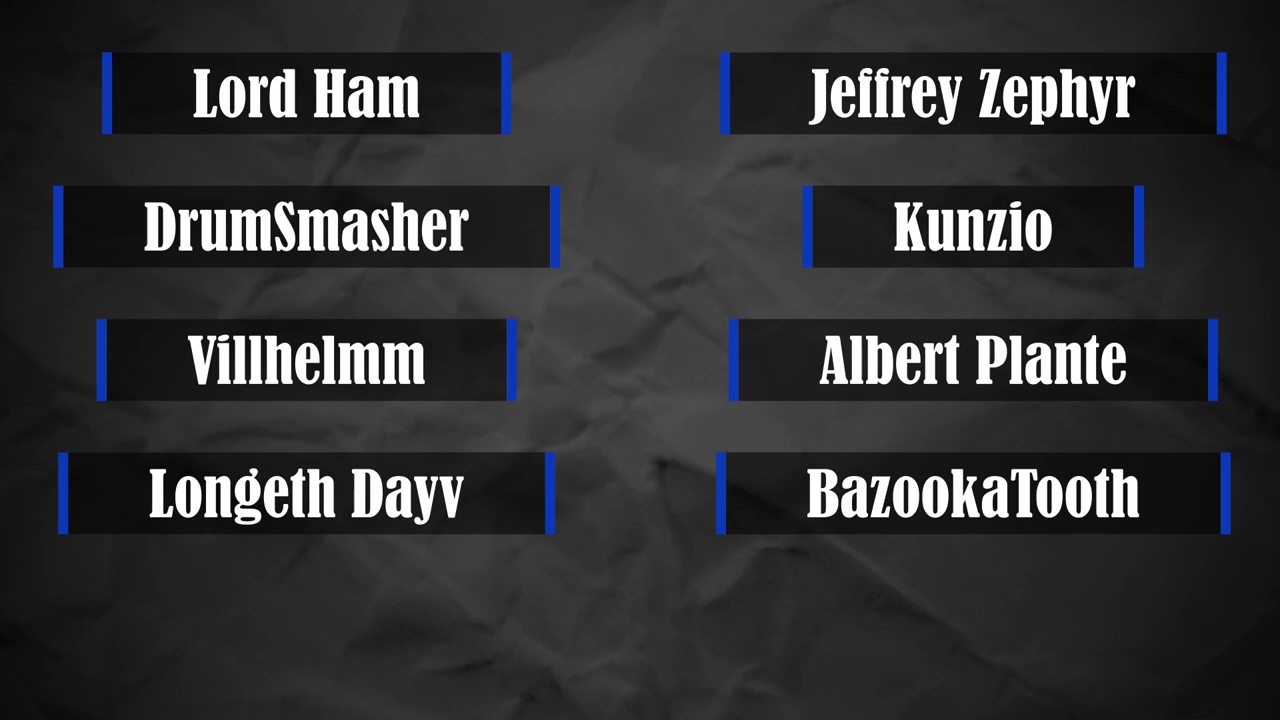 Lord Ham
Jeffrey Zephyr
DrumSmasher
Kunzio
Villhelmm
Albert Plante
Longeth Dayv
BazookaTooth